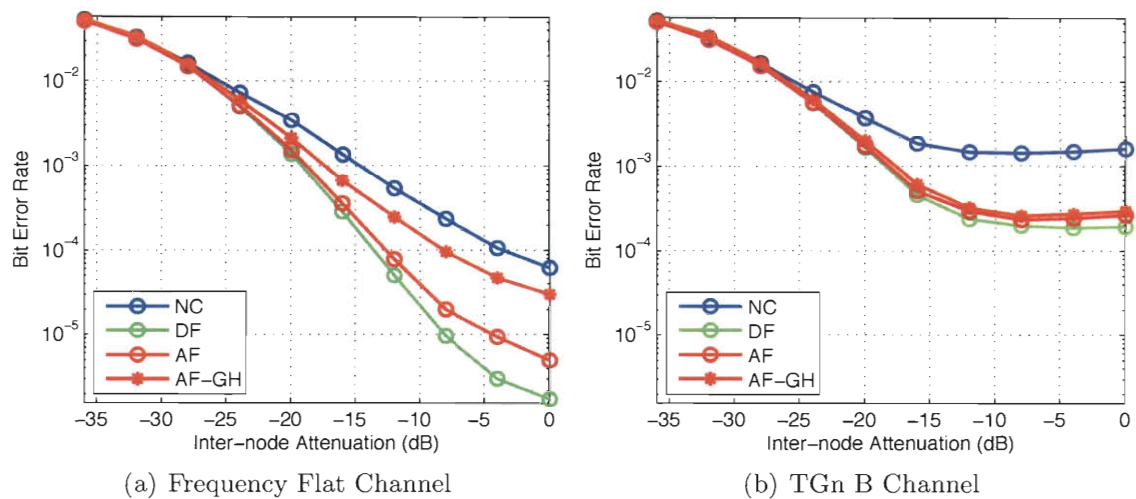 10⁻²
10⁻³
10⁻⁴
10⁻⁵
Bit Error Rate
NC
DF
AF
AF-GH
−35 −30 −25 −20 −15 −10 −5 0
Inter−node Attenuation (dB)
(a) Frequency Flat Channel
10⁻²
10⁻³
10⁻⁴
10⁻⁵
Bit Error Rate
NC
DF
AF
AF-GH
−35 −30 −25 −20 −15 −10 −5 0
Inter−node Attenuation (dB)
(b) TGn B Channel